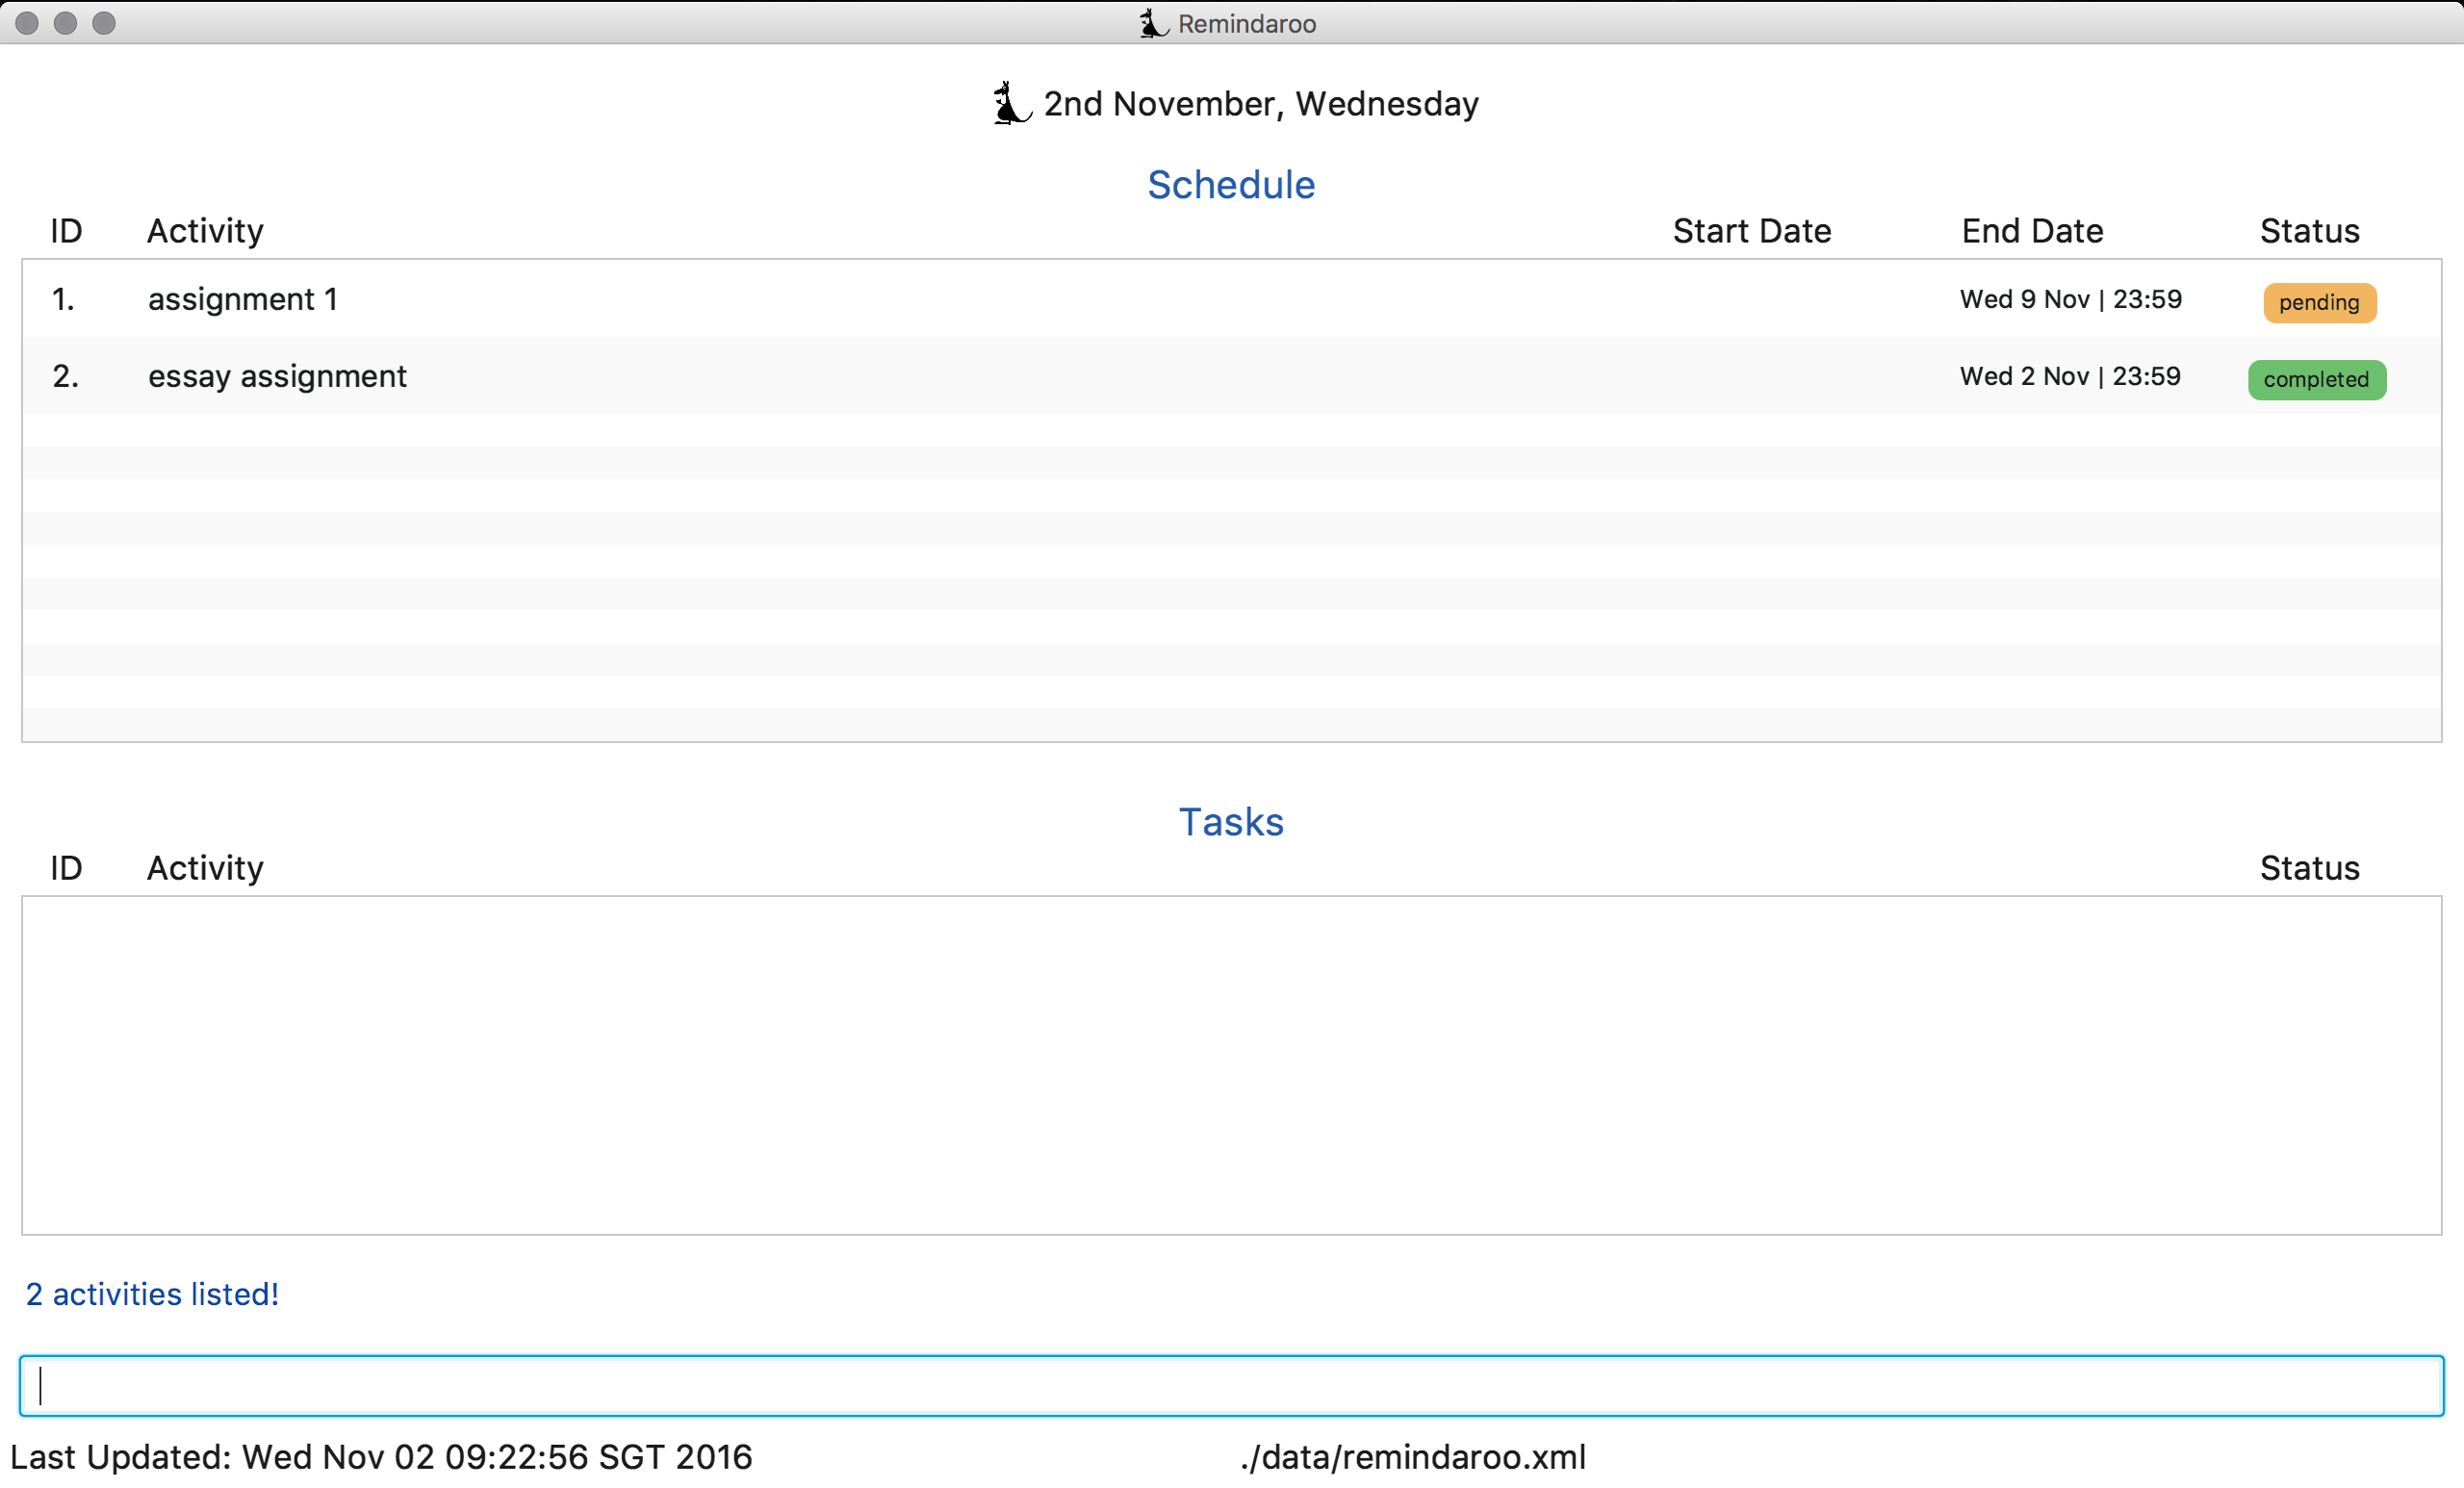 Remindaroo
2nd November, Wednesday
Schedule
ID Activity Start Date End Date Status
1. assignment 1 Wed 9 Nov | 23:59 pending
2. essay assignment Wed 2 Nov | 23:59 completed
Tasks
ID Activity Status
2 activities listed!
Last Updated: Wed Nov 02 09:22:56 SGT 2016 ./data/remindaroo.xml